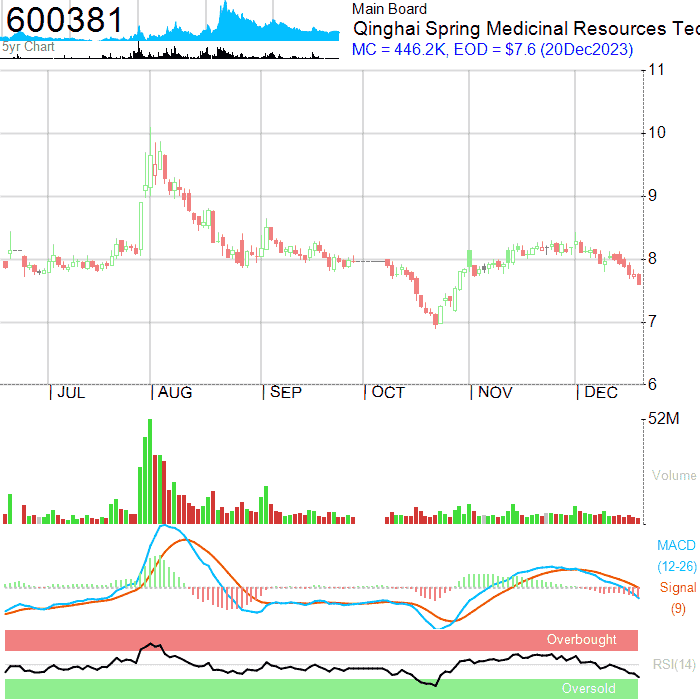 600381
5yr Chart
Main Board
Qinghai Spring Medicinal Resources Tec
MC = 446.2K, EOD = $7.6 (20Dec2023)
11
10
9
8
7
6
JUL AUG SEP OCT NOV DEC
52M
Volume
MACD
(12-26)
Signal
(9)
Overbought
RSI(14)
Oversold